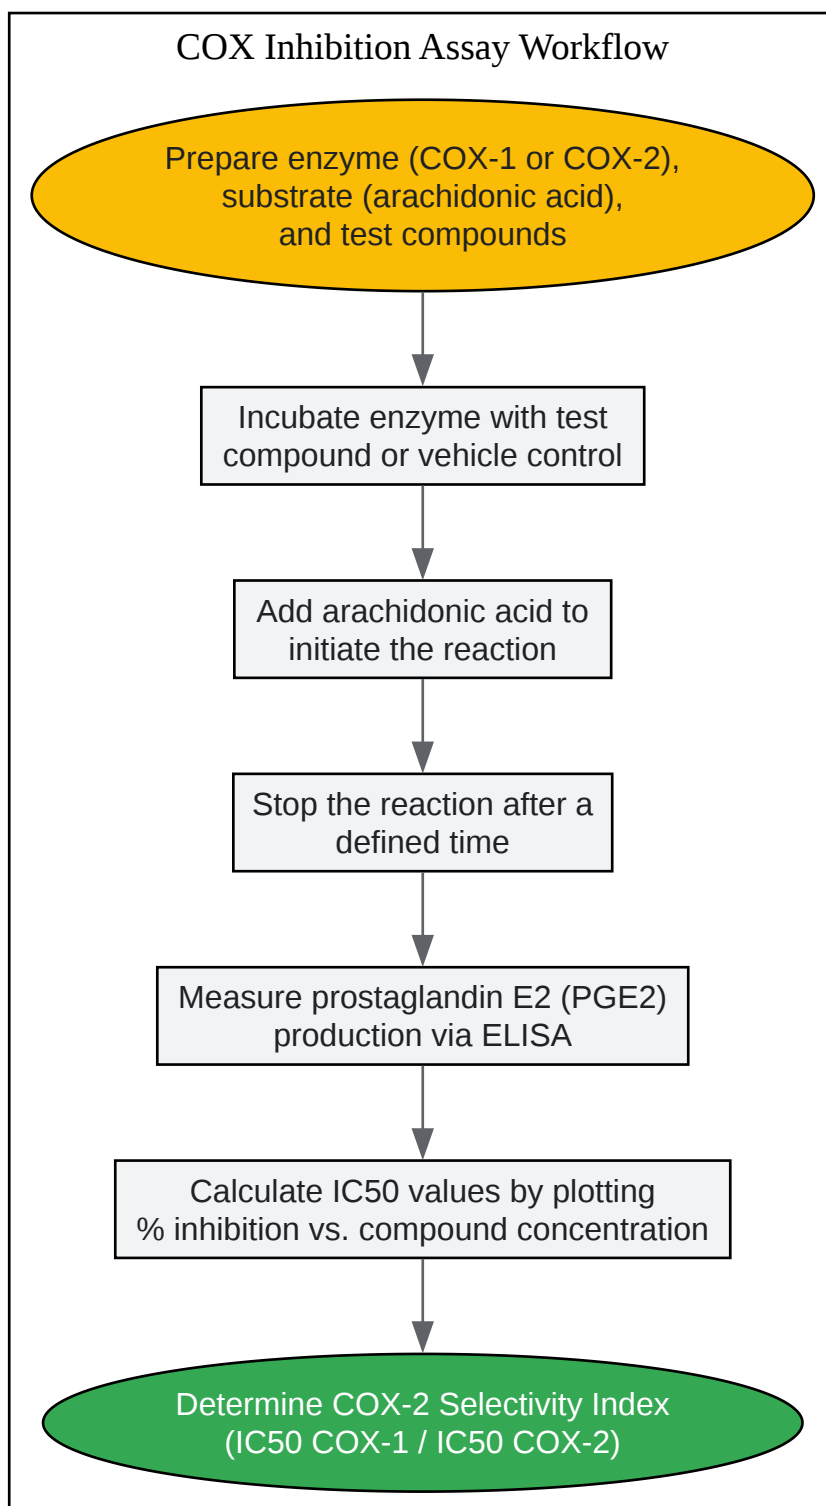 COX Inhibition Assay Workflow
Prepare enzyme (COX-1 or COX-2),
substrate (arachidonic acid),
and test compounds
Incubate enzyme with test
compound or vehicle control
Add arachidonic acid to
initiate the reaction
Stop the reaction after a
defined time
Measure prostaglandin E2 (PGE2)
production via ELISA
Calculate IC50 values by plotting
% inhibition vs. compound concentration
Determine COX-2 Selectivity Index
(IC50 COX-1 / IC50 COX-2)